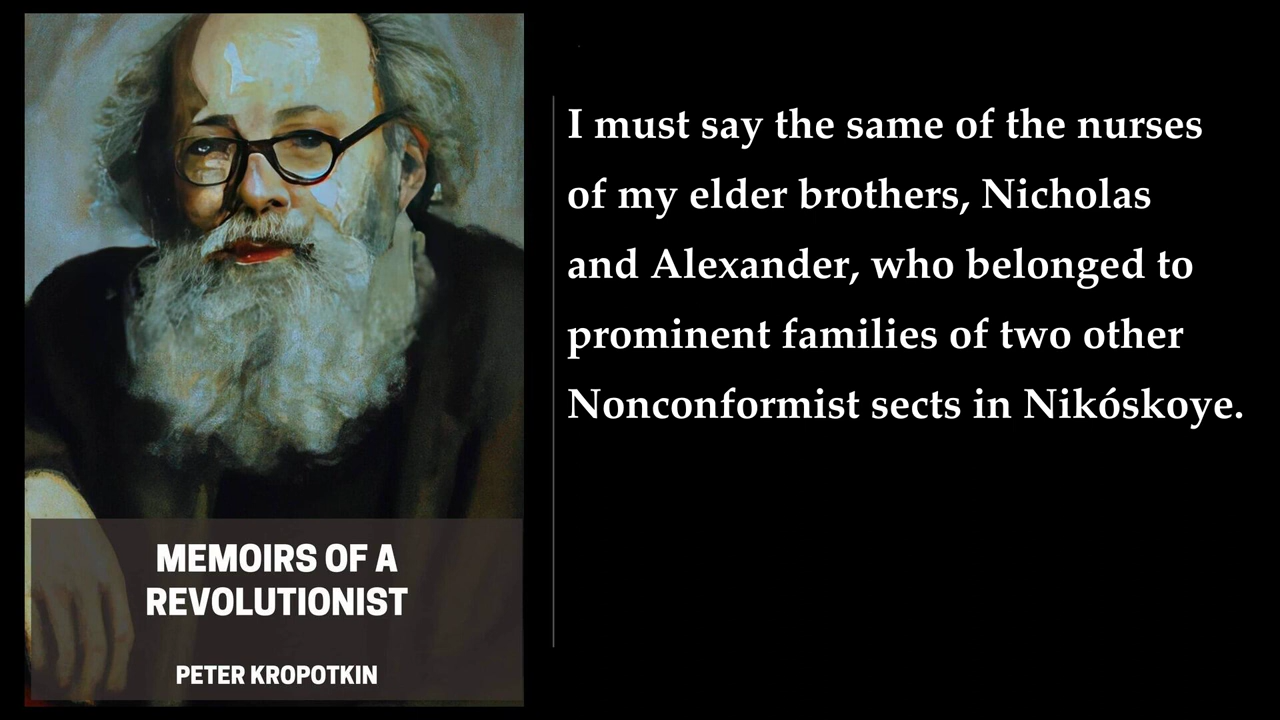 I must say the same of the nurses
of my elder brothers, Nicholas
and Alexander, who belonged to
prominent families of two other
Nonconformist sects in Nikóskoye.
MEMOIRS OF A
REVOLUTIONIST
PETER KROPOTKIN